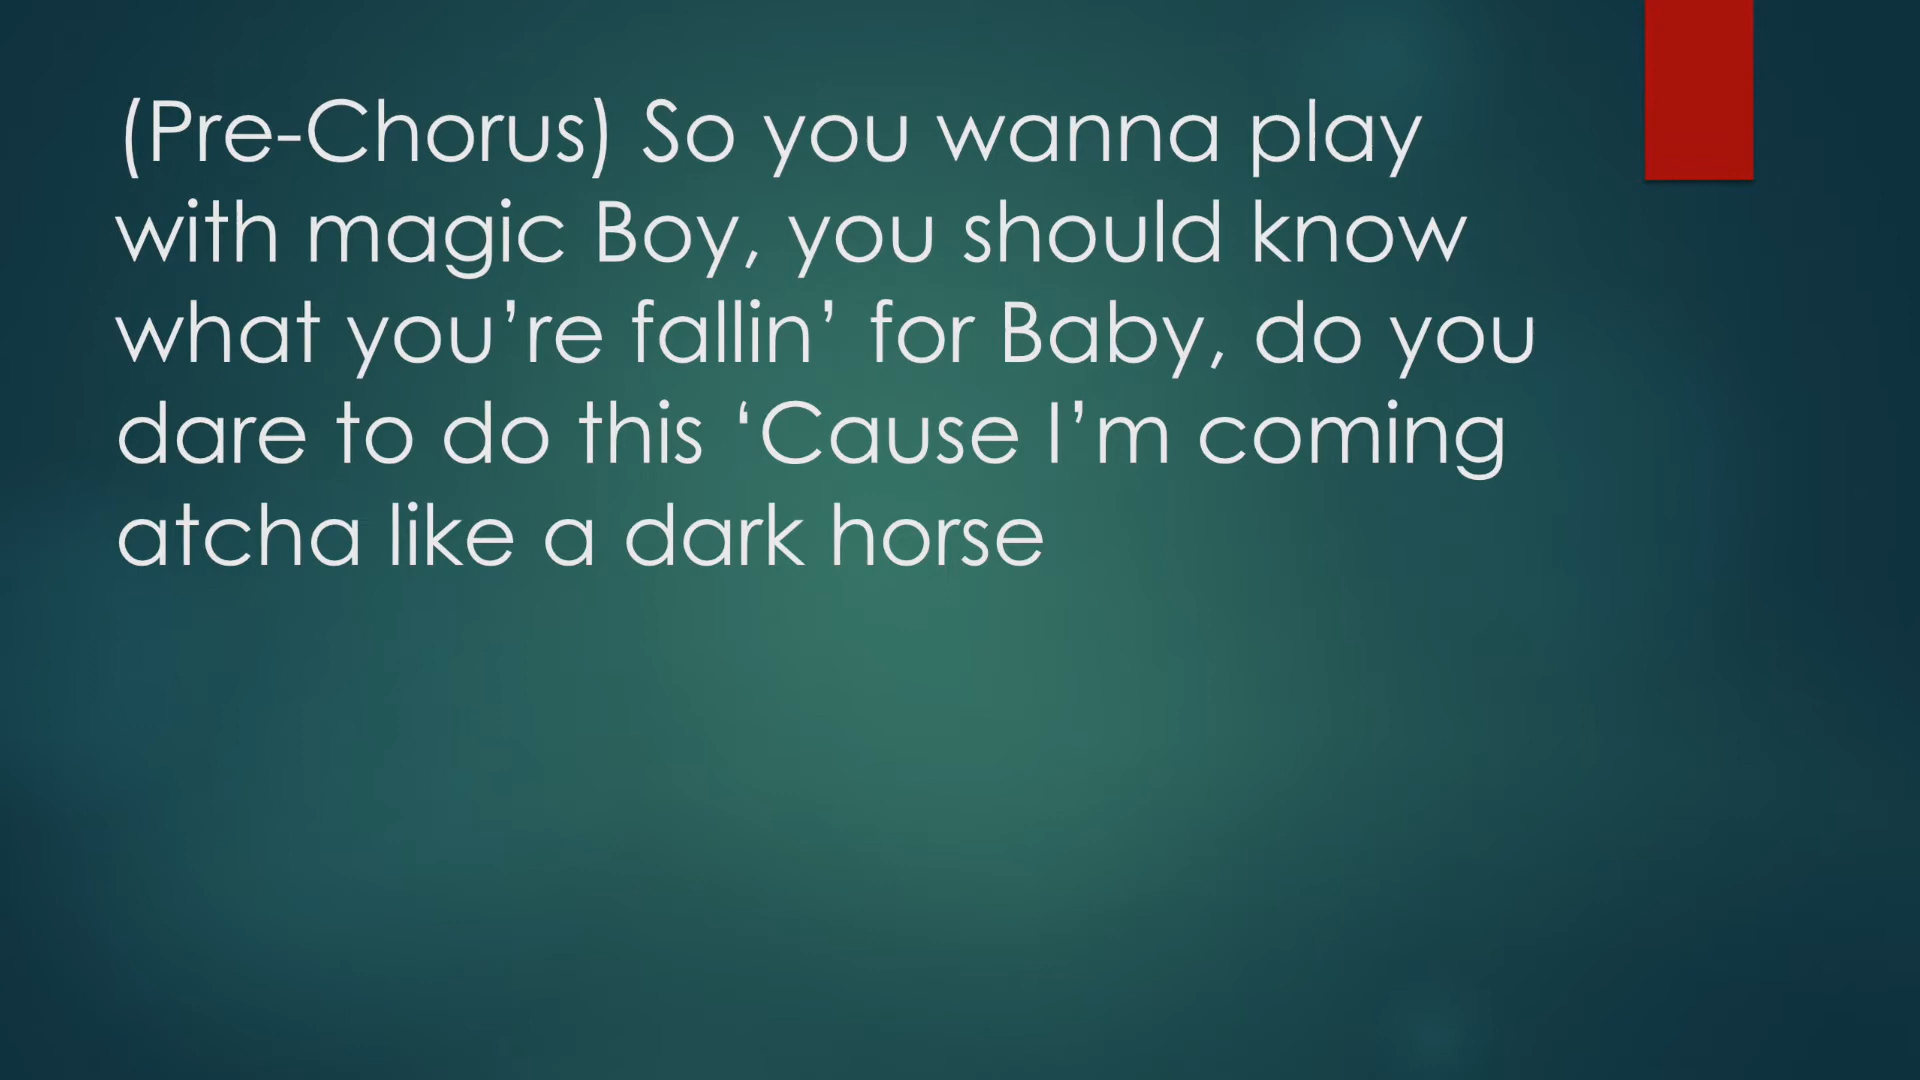 (Pre-Chorus) So you wanna play
with magic Boy, you should know
what you’re fallin’ for Baby, do you
dare to do this ‘Cause I’m coming
atcha like a dark horse